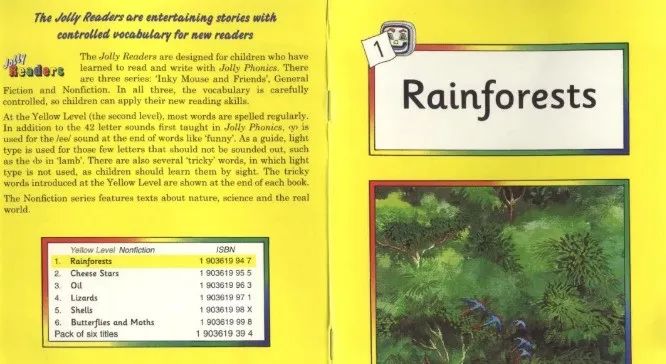 The Jolly Readers are entertaining stories with
controlled vocabulary for new readers
Jolly
Readers
The Jolly Readers are designed for children who have
learned to read and write with Jolly Phonics. There
are three series: 'Inky Mouse and Friends', General
Fiction and Nonfiction. In all three, the vocabulary is carefully
controlled, so children can apply their new reading skills.
At the Yellow Level (the second level), most words are spelled regularly.
In addition to the 42 letter sounds first taught in Jolly Phonics, ‹y› is
used for the /ee/ sound at the end of words like 'funny'. As a guide, light
type is used for those few letters that should not be sounded out, such
as the ‹b› in 'lamb'. There are also several 'tricky' words, in which light
type is not used, as children should learn them by sight. The tricky
words introduced at the Yellow Level are shown at the end of each book.
The Nonfiction series features texts about nature, science and the real
world.
Yellow Level Nonfiction ISBN
1. Rainforests 1 903619 94 7
2. Cheese Stars 1 903619 95 5
3. Oil 1 903619 96 3
4. Lizards 1 903619 97 1
5. Shells 1 903619 98 X
6. Butterflies and Moths 1 903619 99 8
Pack of six titles 1 903619 39 4
1
Rainforests